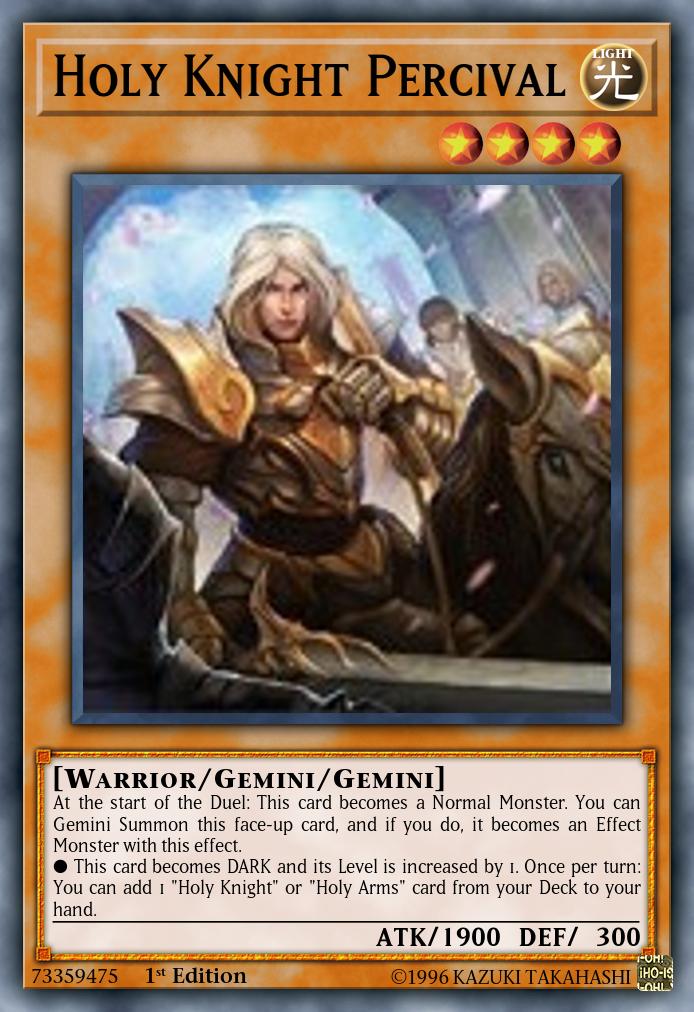 Holy Knight Percival
LIGHT
光
[Warrior/Gemini/Gemini]
At the start of the Duel: This card becomes a Normal Monster. You can
Gemini Summon this face-up card, and if you do, it becomes an Effect
Monster with this effect.
● This card becomes DARK and its Level is increased by 1. Once per turn:
You can add 1 "Holy Knight" or "Holy Arms" card from your Deck to your
hand.
ATK/1900 DEF/ 300
73359475 1st Edition ©1996 KAZUKI TAKAHASHI